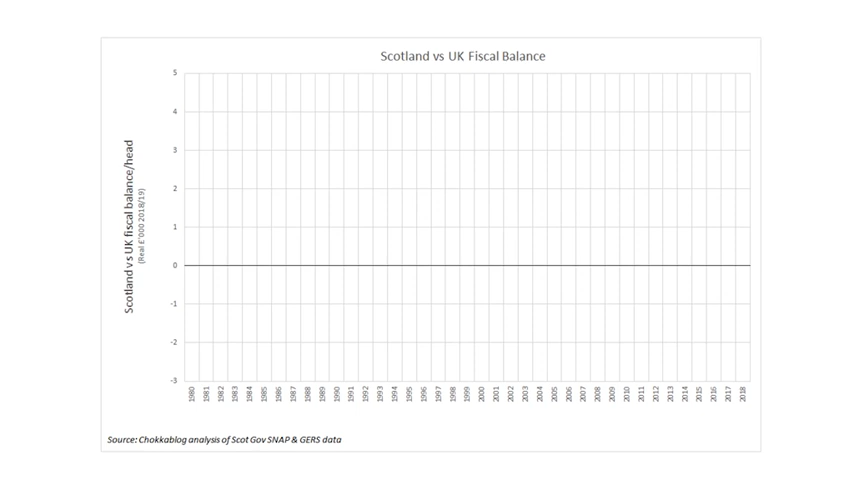 Scotland vs UK Fiscal Balance
5
4
3
2
1
0
-1
-2
-3
Scotland v s UK fiscal balance/head
(Real £'000 2018/19)
1980 1981 1982 1983 1984 1985 1986 1987 1988 1989 1990 1991 1992 1993 1994 1995 1996 1997 1998 1999 2000 2001 2002 2003 2004 2005 2006 2007 2008 2009 2010 2011 2012 2013 2014 2015 2016 2017 2018
Source: Chokkablog analysis of Scot Gov SNAP & GERS data